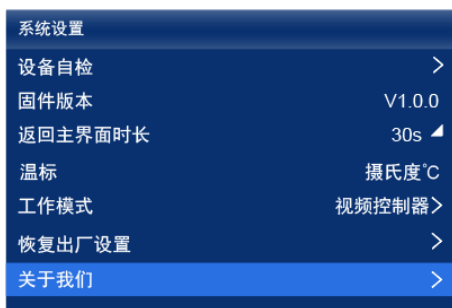 系统设置
设备自检 >
固件版本 V1.0.0
返回主界面时长 30s
温标 摄氏度°C
工作模式 视频控制器>
恢复出厂设置 >
关于我们 >